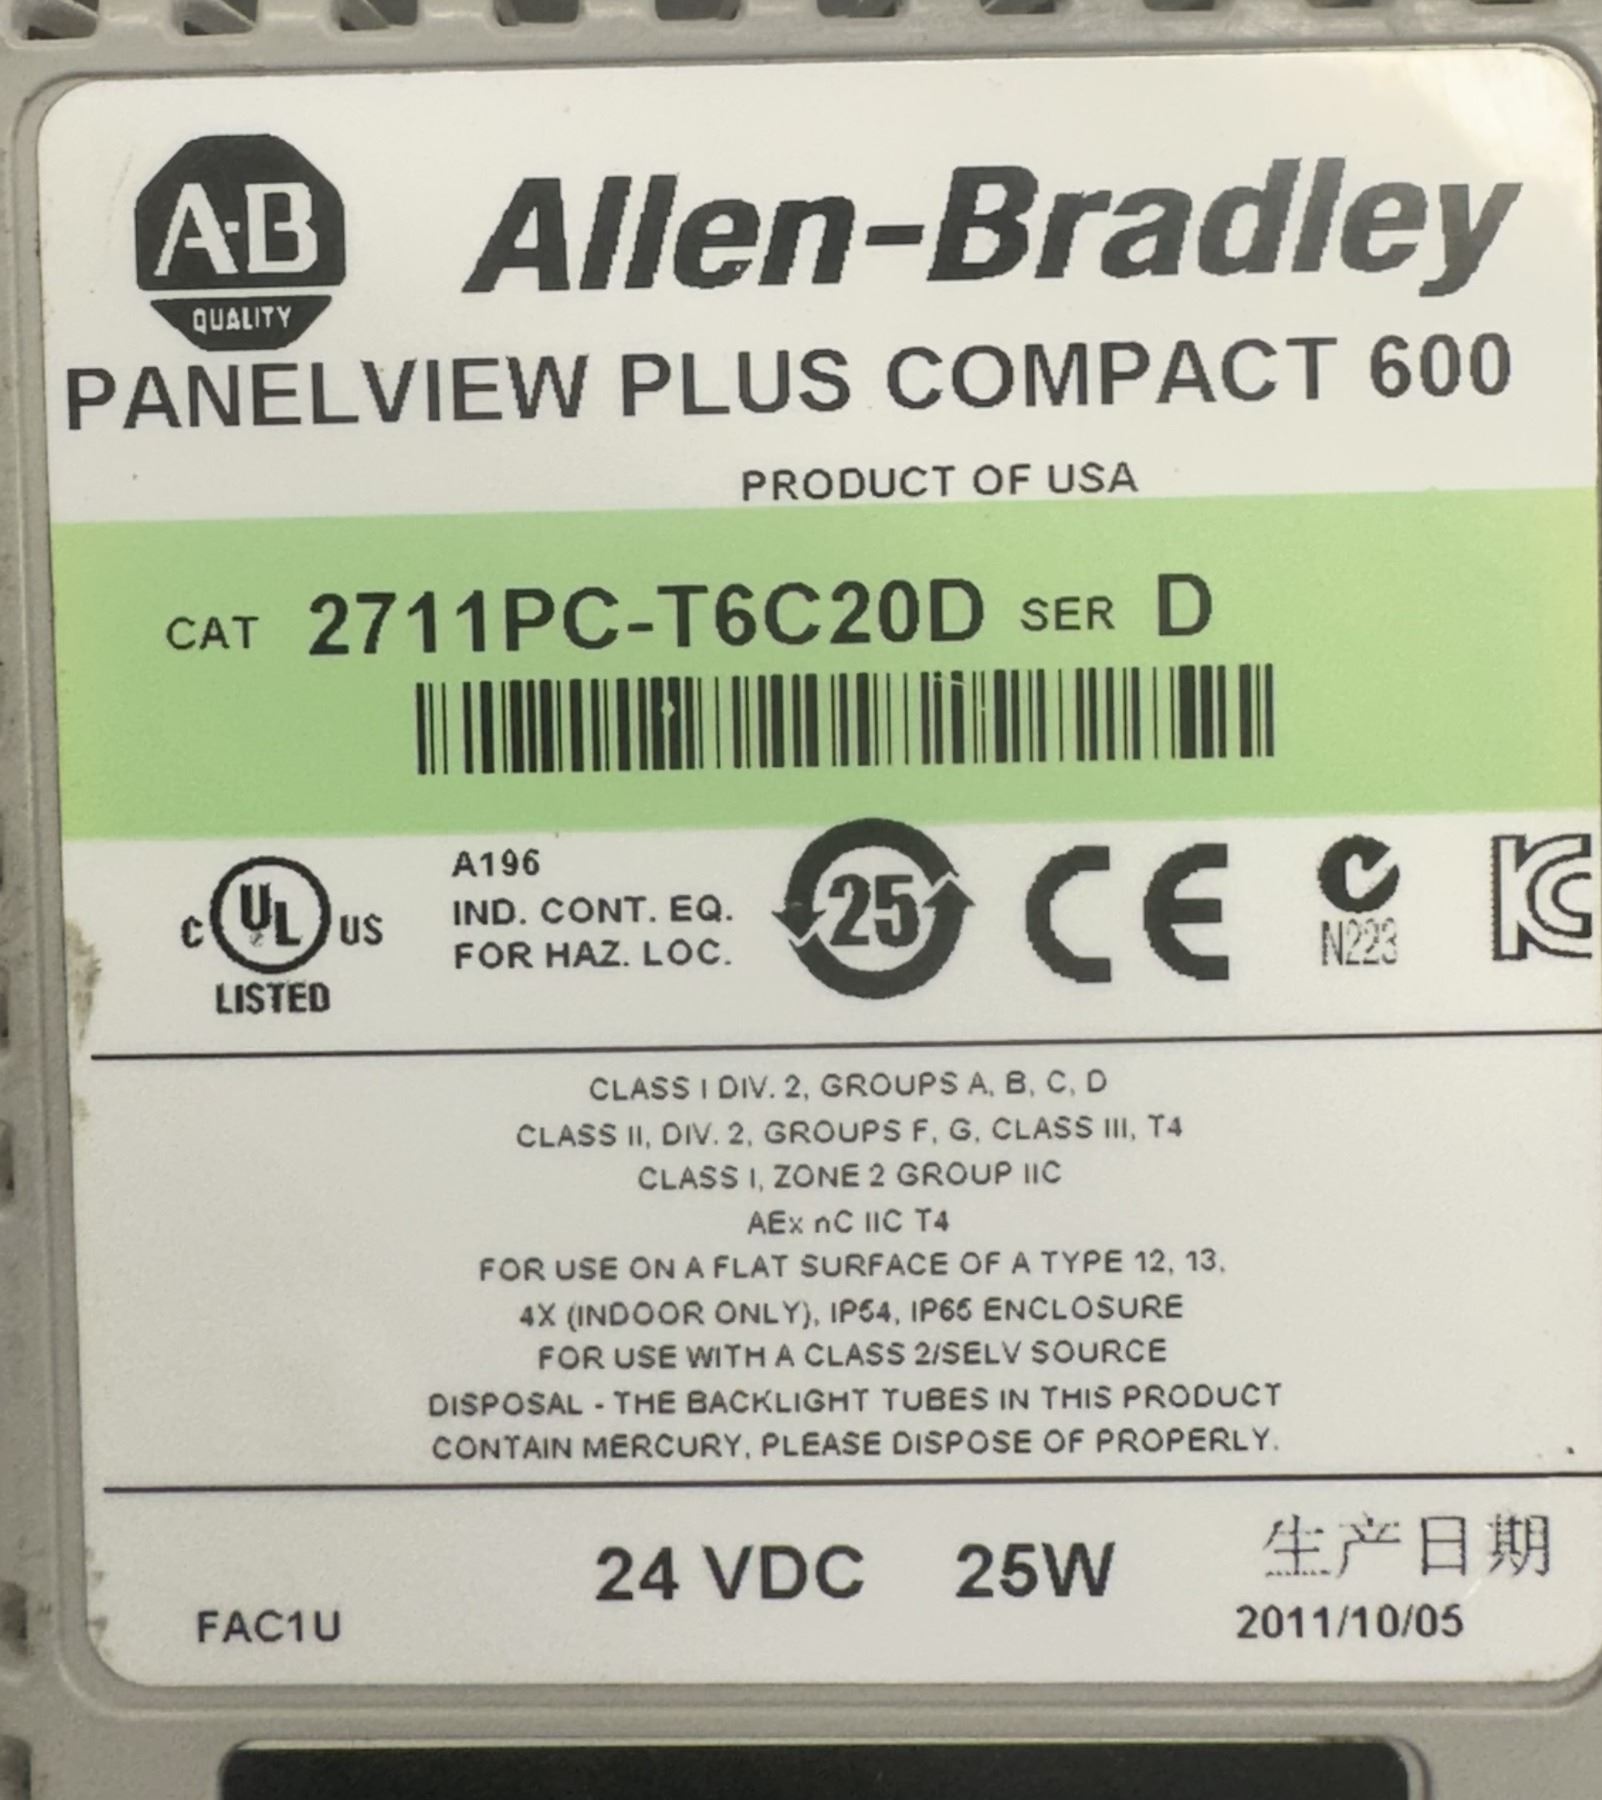 A-B
QUALITY
Allen-Bradley
PANELVIEW PLUS COMPACT 600
PRODUCT OF USA
CAT 2711PC-T6C20D SER D
C UL US
LISTED
A196
IND. CONT. EQ.
FOR HAZ. LOC.
25
CE
N223
KC
CLASS I DIV. 2, GROUPS A, B, C, D
CLASS II, DIV. 2, GROUPS F, G, CLASS III, T4
CLASS I, ZONE 2 GROUP IIC
AEx nC IIC T4
FOR USE ON A FLAT SURFACE OF A TYPE 12, 13,
4X (INDOOR ONLY), IP54, IP65 ENCLOSURE
FOR USE WITH A CLASS 2/SELV SOURCE
DISPOSAL - THE BACKLIGHT TUBES IN THIS PRODUCT
CONTAIN MERCURY, PLEASE DISPOSE OF PROPERLY.
FAC1U
24 VDC 25W
生产日期
2011/10/05